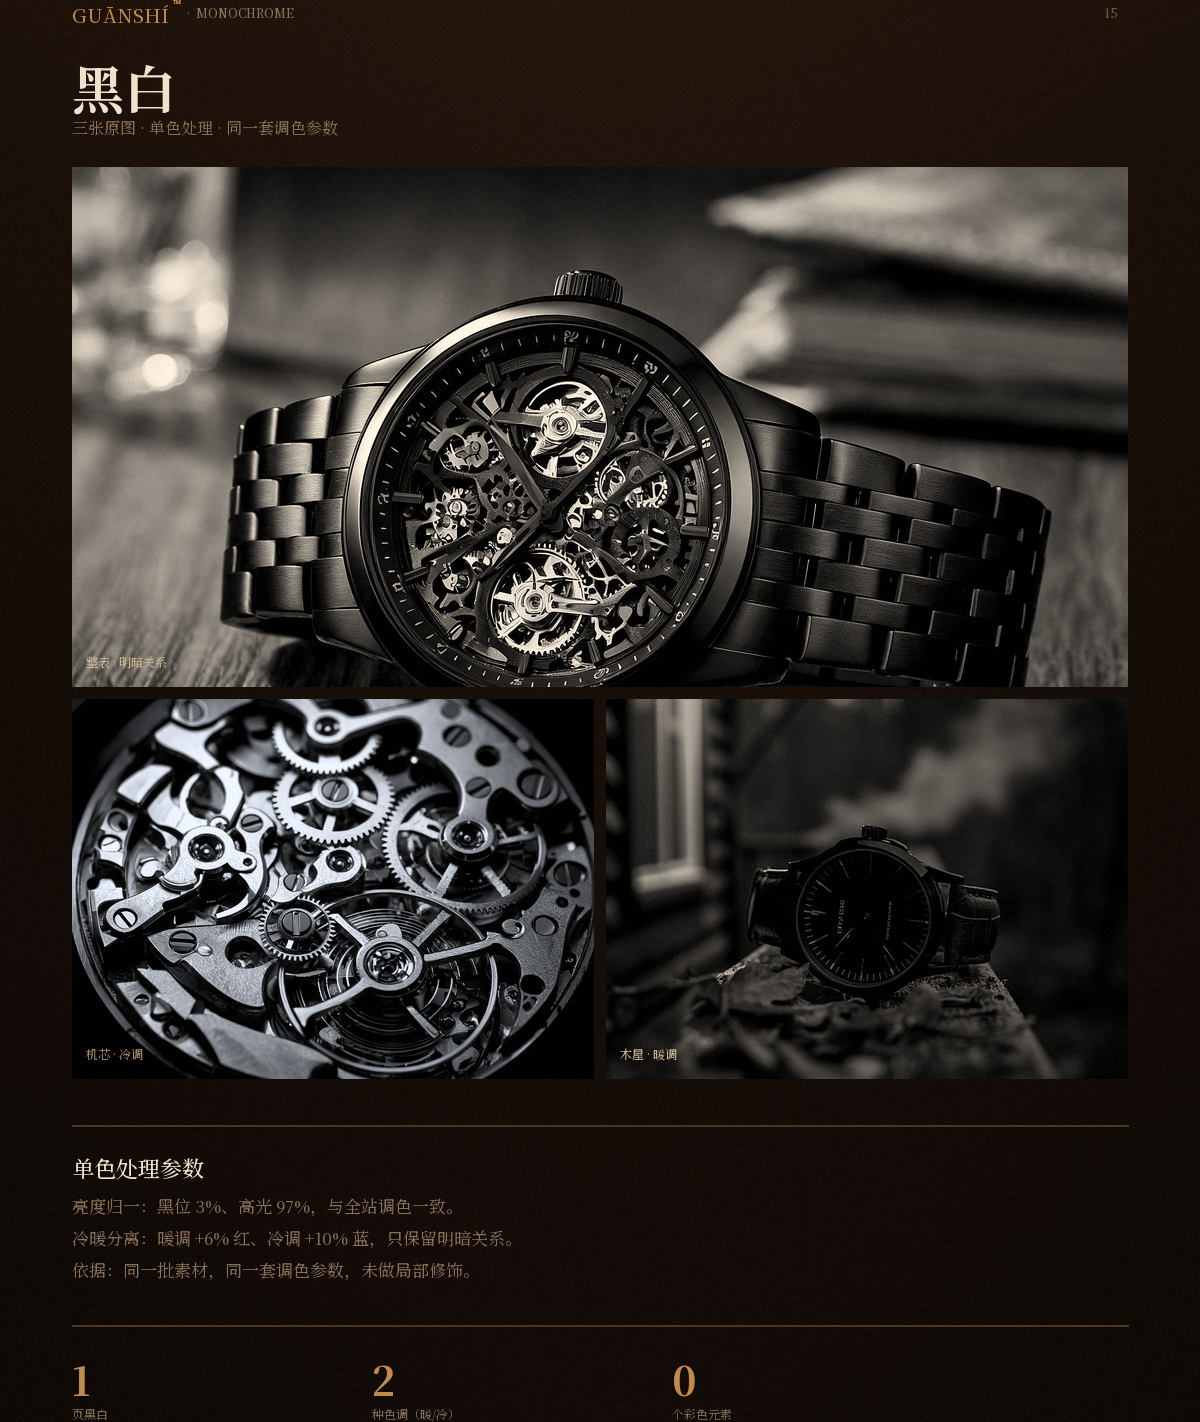 GUĀNSHÍ™ · MONOCHROME
15
黑白
三张原图 · 单色处理 · 同一套调色参数
整表 · 明暗关系
机芯 · 冷调
木屋 · 暖调
单色处理参数
亮度归一：黑位 3%、高光 97%，与全站调色一致。
冷暖分离：暖调 +6% 红、冷调 +10% 蓝，只保留明暗关系。
依据：同一批素材，同一套调色参数，未做局部修饰。
1
页黑白
2
种色调（暖/冷）
0
个彩色元素